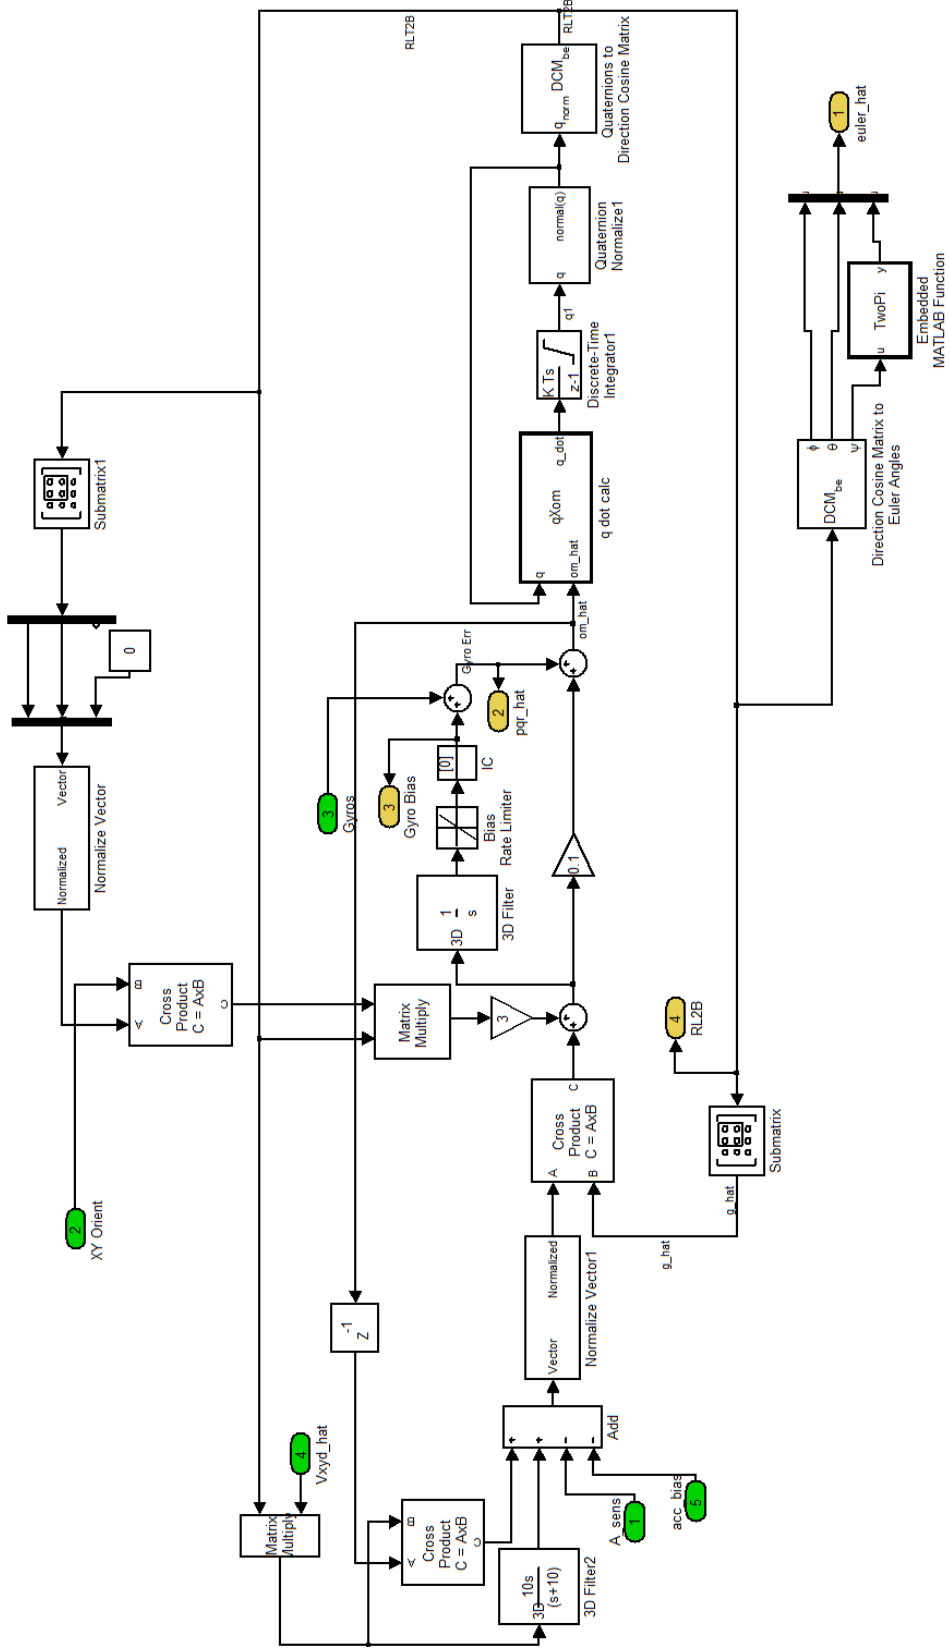 RLT2B
RLT2B
q_norm DCM_be
Quaternions to
Direction Cosine Matrix
1
euler_hat
q normal(q)
Quaternion
Normalize1
q1
K Ts
z-1
Discrete-Time
Integrator1
u TwoPi y
Embedded
MATLAB Function
Submatrix1
q
om_hat
qXom
q_dot
q dot calc
DCM_be
ϕ
θ
ψ
Direction Cosine Matrix to
Euler Angles
0
om_hat
Gyro Err
2
pqr_hat
Vector
Normalized
Normalize Vector
3
Gyros
3
Gyro Bias
[0]
IC
Bias
Rate Limiter
0.1
3D
1
s
3D Filter
A
B
Cross
Product
C = AxB
C
Matrix
Multiply
3
4
RL2B
A
B
Cross
Product
C = AxB
C
Submatrix
g_hat
g_hat
2
XY Orient
z
-1
Vector
Normalized
Normalize Vector1
4
Vxyd_hat
+
+
-
-
Add
Matrix
Multiply
A
B
Cross
Product
C = AxB
C
1
A_sens
5
acc_bias
3D
10s
(s+10)
3D Filter2